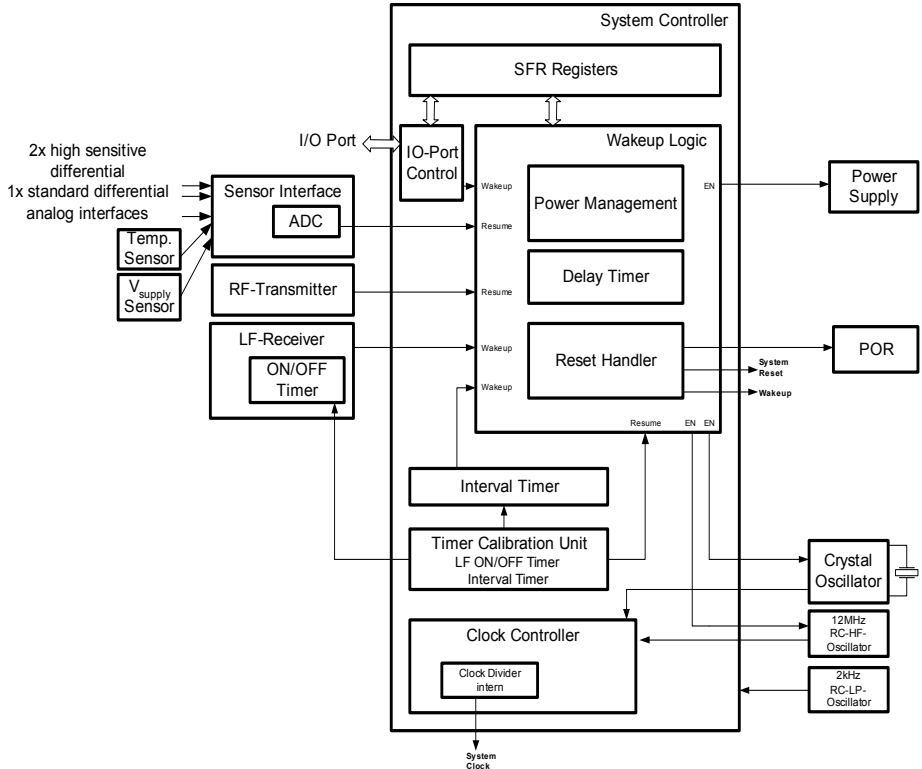 System Controller
SFR Registers
I/O Port
IO-Port
Control
Wakeup Logic
2x high sensitive
differential
1x standard differential
analog interfaces
Sensor Interface
ADC
Wakeup
Resume
Power Management
EN
Power
Supply
Temp.
Sensor
Vsupply
Sensor
RF-Transmitter
Resume
Delay Timer
LF-Receiver
ON/OFF
Timer
Wakeup
Wakeup
Reset Handler
POR
System
Reset
Wakeup
Resume
EN
EN
Interval Timer
Timer Calibration Unit
LF ON/OFF Timer
Interval Timer
Crystal
Oscillator
Clock Controller
12MHz
RC-HF-
Oscillator
Clock Divider
intern
2kHz
RC-LP-
Oscillator
System
Clock